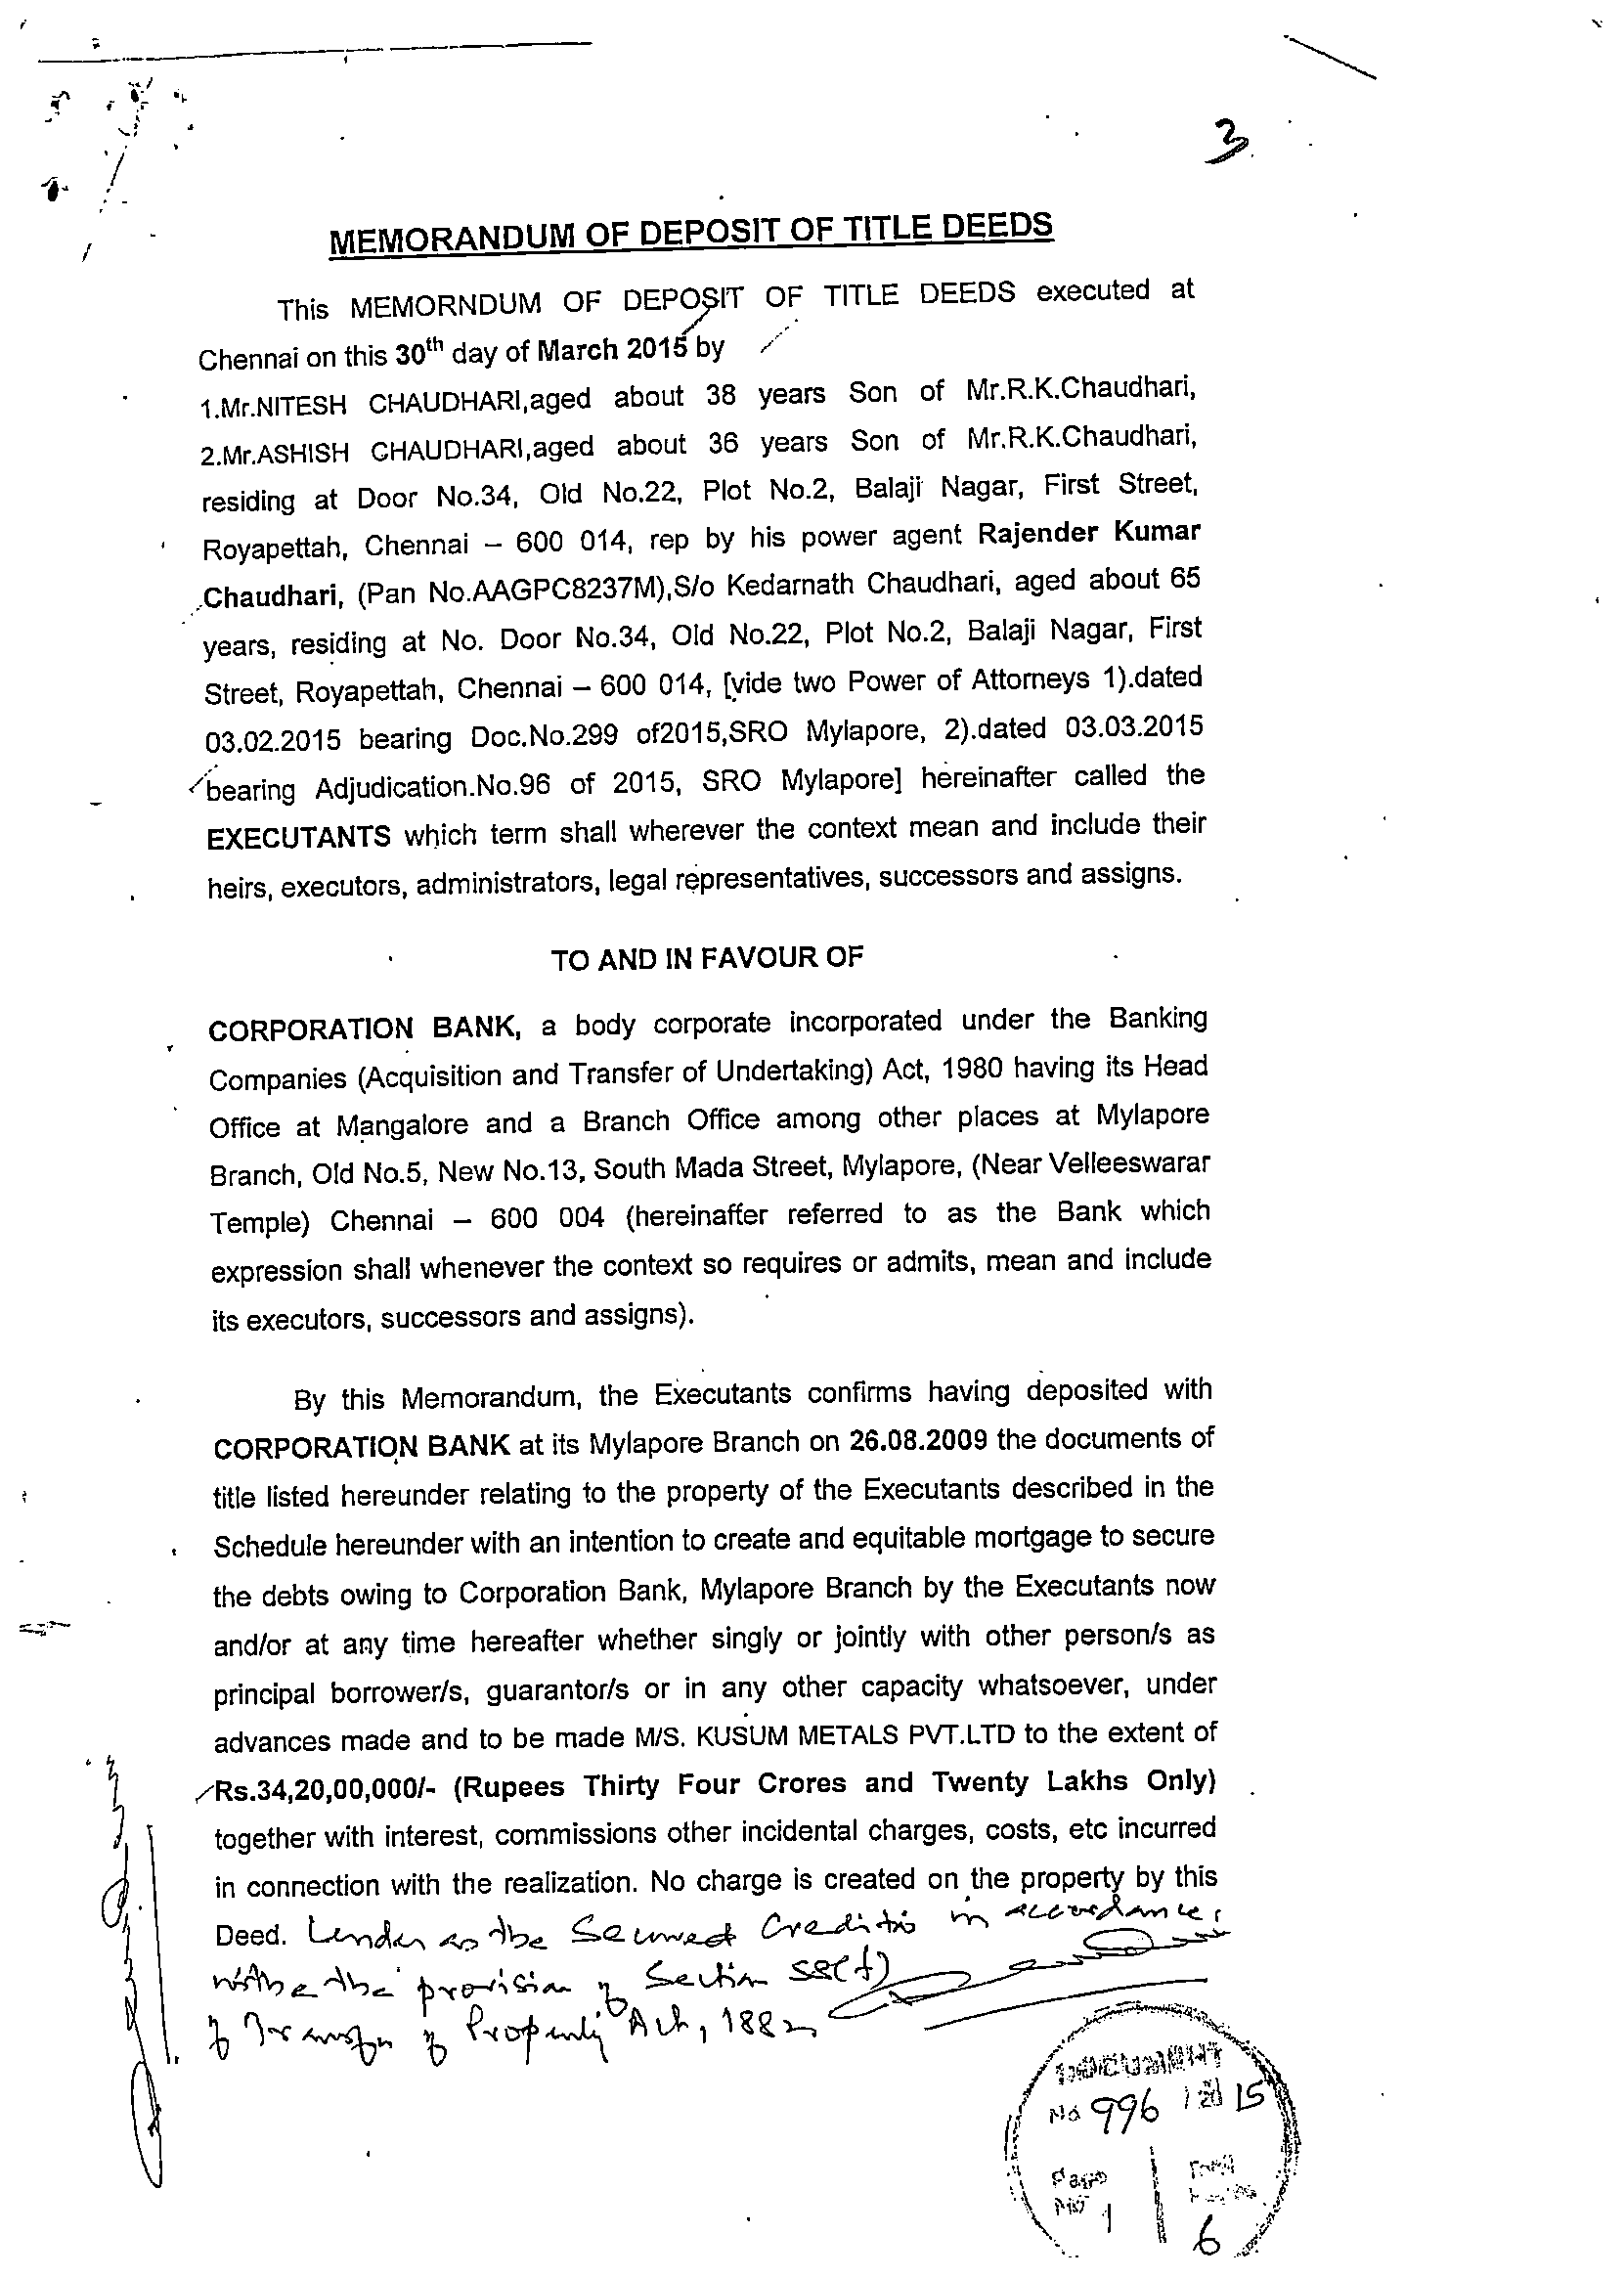 3
MEMORANDUM OF DEPOSIT OF TITLE DEEDS
This MEMORNDUM OF DEPOSIT OF TITLE DEEDS executed at
Chennai on this 30th day of March 2015 by
1.Mr.NITESH CHAUDHARI,aged about 38 years Son of Mr.R.K.Chaudhari,
2.Mr.ASHISH CHAUDHARI,aged about 36 years Son of Mr.R.K.Chaudhari,
residing at Door No.34, Old No.22, Plot No.2, Balaji Nagar, First Street,
Royapettah, Chennai – 600 014, rep by his power agent Rajender Kumar
Chaudhari, (Pan No.AAGPC8237M),S/o Kedarnath Chaudhari, aged about 65
years, residing at No. Door No.34, Old No.22, Plot No.2, Balaji Nagar, First
Street, Royapettah, Chennai – 600 014, [vide two Power of Attorneys 1).dated
03.02.2015 bearing Doc.No.299 of2015,SRO Mylapore, 2).dated 03.03.2015
bearing Adjudication.No.96 of 2015, SRO Mylapore] hereinafter called the
EXECUTANTS which term shall wherever the context mean and include their
heirs, executors, administrators, legal representatives, successors and assigns.
TO AND IN FAVOUR OF
CORPORATION BANK, a body corporate incorporated under the Banking
Companies (Acquisition and Transfer of Undertaking) Act, 1980 having its Head
Office at Mangalore and a Branch Office among other places at Mylapore
Branch, Old No.5, New No.13, South Mada Street, Mylapore, (Near Velleeswarar
Temple) Chennai – 600 004 (hereinaffer referred to as the Bank which
expression shall whenever the context so requires or admits, mean and include
its executors, successors and assigns).
By this Memorandum, the Executants confirms having deposited with
CORPORATION BANK at its Mylapore Branch on 26.08.2009 the documents of
title listed hereunder relating to the property of the Executants described in the
Schedule hereunder with an intention to create and equitable mortgage to secure
the debts owing to Corporation Bank, Mylapore Branch by the Executants now
and/or at any time hereafter whether singly or jointly with other person/s as
principal borrower/s, guarantor/s or in any other capacity whatsoever, under
advances made and to be made M/S. KUSUM METALS PVT.LTD to the extent of
Rs.34,20,00,000/- (Rupees Thirty Four Crores and Twenty Lakhs Only)
together with interest, commissions other incidental charges, costs, etc incurred
in connection with the realization. No charge is created on the property by this
Deed. Lender as the Secured Creditor in accordance
the provision of Section 58(f)
of Transfer of Property Act, 1882
DOCUMENT
No 996 / 20 15
Page Total
No 1
6